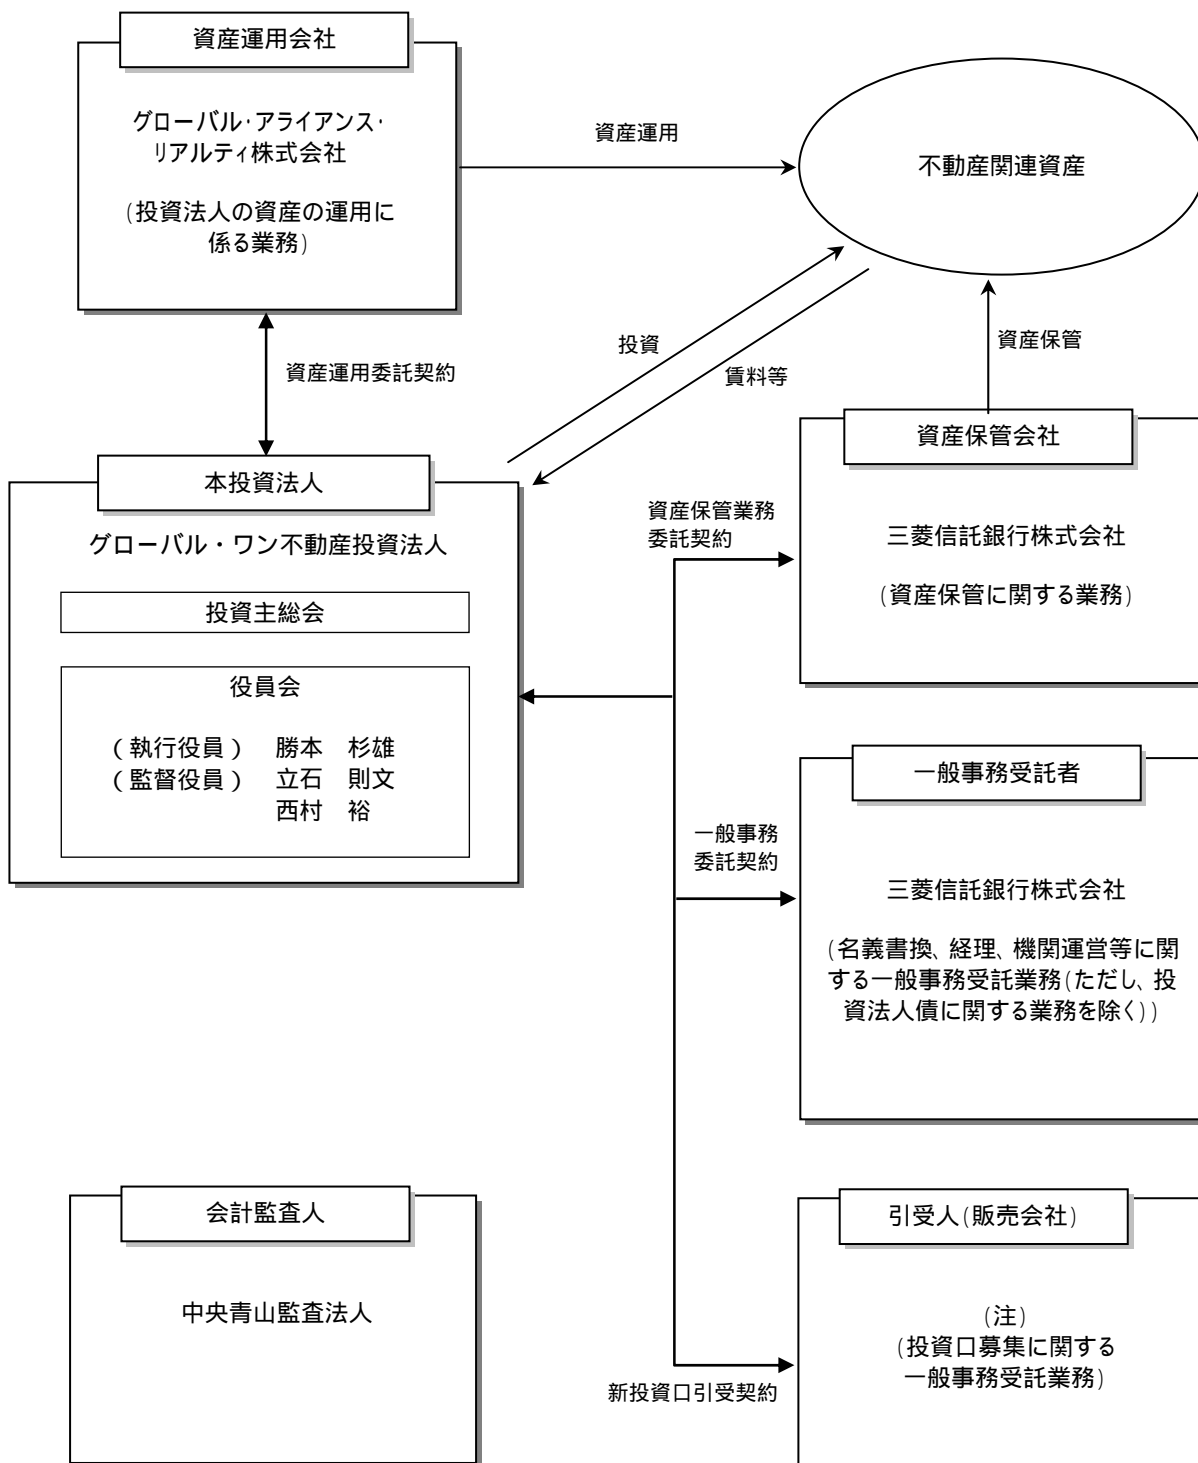 資産運用会社
グローバル・アライアンス・
リアルティ株式会社
(投資法人の資産の運用に
係る業務)
資産運用
不動産関連資産
資産運用委託契約
投資
賃料等
資産保管
本投資法人
グローバル・ワン不動産投資法人
投資主総会
役員会
(執行役員) 勝本 杉雄
(監督役員) 立石 則文
西村 裕
資産保管業務
委託契約
資産保管会社
三菱信託銀行株式会社
(資産保管に関する業務)
一般事務
委託契約
一般事務受託者
三菱信託銀行株式会社
(名義書換、経理、機関運営等に関
する一般事務受託業務(ただし、投
資法人債に関する業務を除く))
会計監査人
中央青山監査法人
新投資口引受契約
引受人(販売会社)
(注)
(投資口募集に関する
一般事務受託業務)